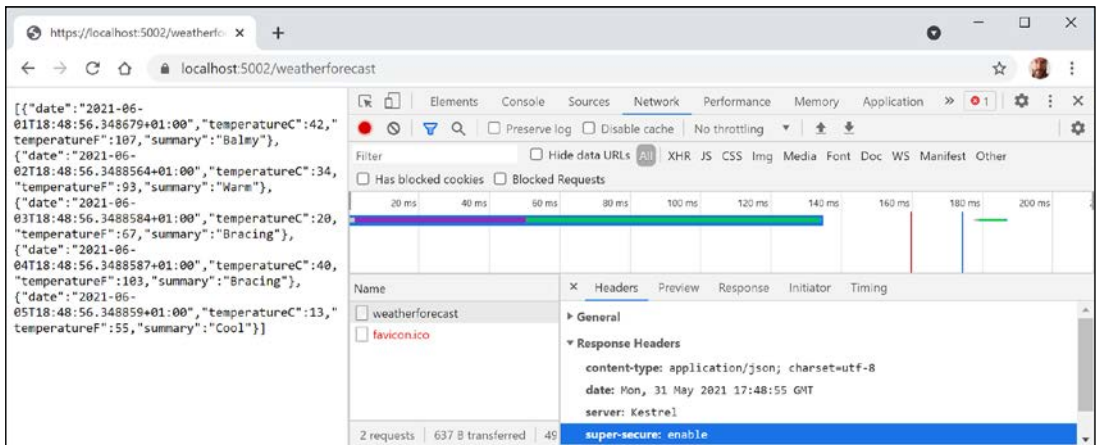 https://localhost:5002/weatherfo
localhost:5002/weatherforecast
[{"date":"2021-06-
01T18:48:56.348679+01:00","temperatureC":42,"
temperatureF":107,"summary":"Balmy"},
{"date":"2021-06-
02T18:48:56.3488564+01:00","temperatureC":34,
"temperatureF":93,"summary":"Warm"},
{"date":"2021-06-
03T18:48:56.3488584+01:00","temperatureC":20,
"temperatureF":67,"summary":"Bracing"},
{"date":"2021-06-
04T18:48:56.3488587+01:00","temperatureC":40,
"temperatureF":103,"summary":"Bracing"},
{"date":"2021-06-
05T18:48:56.348859+01:00","temperatureC":13,"
temperatureF":55,"summary":"Cool"}]
Elements Console Sources Network Performance Memory Application » 1
Preserve log Disable cache No throttling
Filter Hide data URLs All XHR JS CSS Img Media Font Doc WS Manifest Other
Has blocked cookies Blocked Requests
20 ms 40 ms 60 ms 80 ms 100 ms 120 ms 140 ms 160 ms 180 ms 200 ms
Name
weatherforecast
favicon.ico
2 requests 637 B transferred 49
Headers Preview Response Initiator Timing
General
Response Headers
content-type: application/json; charset=utf-8
date: Mon, 31 May 2021 17:48:55 GMT
server: Kestrel
super-secure: enable